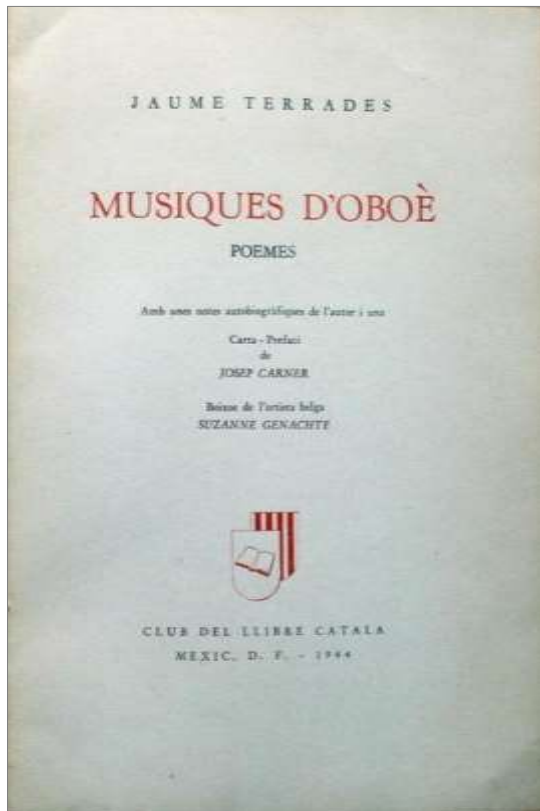 JAUME TERRADES
MUSIQUES D'OBOÈ
POEMES
Amb unes notes autobiogràfiques de l'autor i una
Carta - Prefaci
de
JOSEP CARNER
Boixos de l'artista belga
SUZANNE GENACHTE
CLUB DEL LLIBRE CATALA
MEXIC, D. F. - 1944